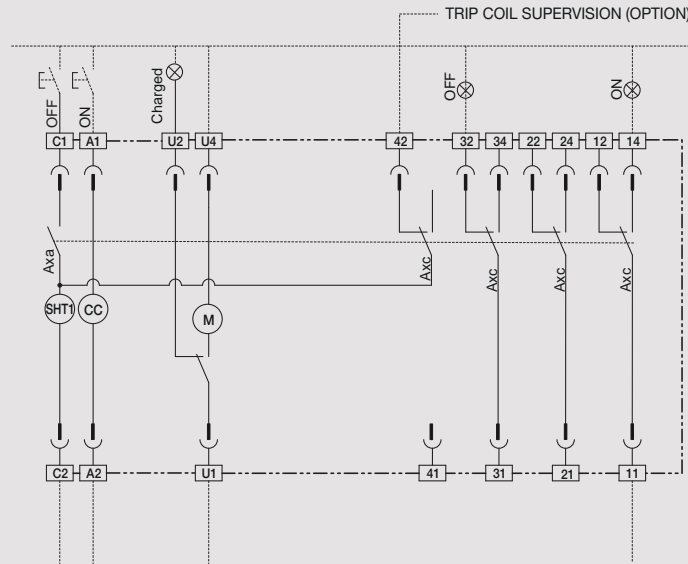 TRIP COIL SUPERVISION (OPTION)
OFF
ON
Charged
OFF
ON
C1 A1 U2 U4 42 32 34 22 24 12 14
Axa
Axc
Axc
Axc
Axc
SHT1 CC M
C2 A2 U1 41 31 21 11